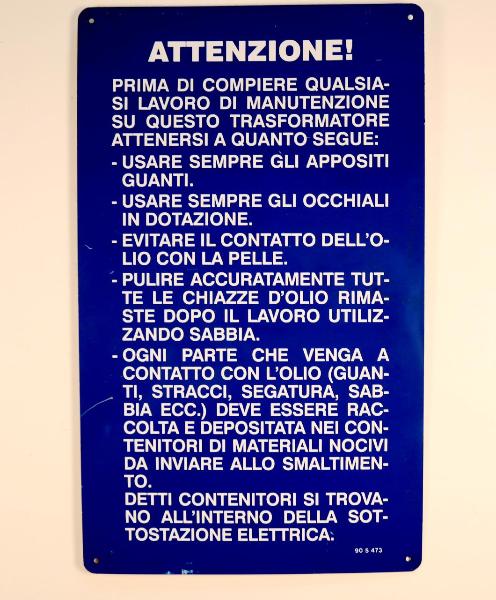 ATTENZIONE!
PRIMA DI COMPIERE QUALSIA-
SI LAVORO DI MANUTENZIONE
SU QUESTO TRASFORMATORE
ATTENERSI A QUANTO SEGUE:
- USARE SEMPRE GLI APPOSITI
GUANTI.
- USARE SEMPRE GLI OCCHIALI
IN DOTAZIONE.
- EVITARE IL CONTATTO DELL'O-
LIO CON LA PELLE.
- PULIRE ACCURATAMENTE TUT-
TE LE CHIAZZE D'OLIO RIMA-
STE DOPO IL LAVORO UTILIZ-
ZANDO SABBIA.
- OGNI PARTE CHE VENGA A
CONTATTO CON L'OLIO (GUAN-
TI, STRACCI, SEGATURA, SAB-
BIA ECC.) DEVE ESSERE RAC-
COLTA E DEPOSITATA NEI CON-
TENITORI DI MATERIALI NOCIVI
DA INVIARE ALLO SMALTIMEN-
TO.
DETTI CONTENITORI SI TROVA-
NO ALL'INTERNO DELLA SOT-
TOSTAZIONE ELETTRICA.
90 S 473